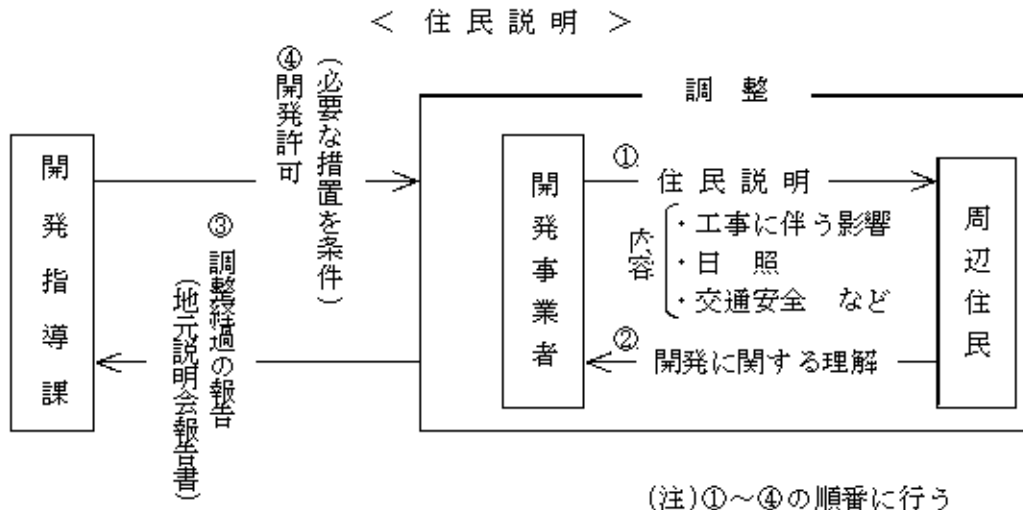 ＜ 住民説明 ＞
④開発許可
（必要な措置を条件）
調整
開発指導課
開発事業者
① 住民説明
内容
・工事に伴う影響
・日 照
・交通安全 など
周辺住民
② 開発に関する理解
③ 調整経過の報告
（地元説明会報告書）
(注)①～④の順番に行う